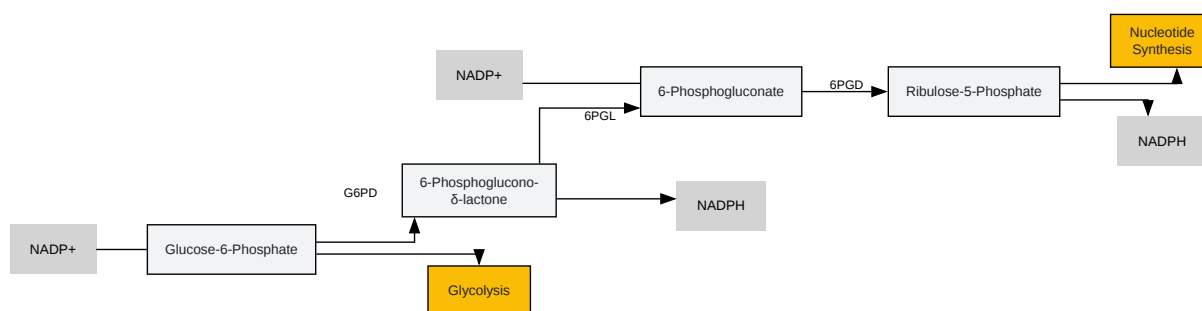 Nucleotide
Synthesis
NADP+
6-Phosphogluconate
6PGD
Ribulose-5-Phosphate
6PGL
NADPH
6-Phosphoglucono-
δ-lactone
G6PD
NADPH
NADP+
Glucose-6-Phosphate
Glycolysis